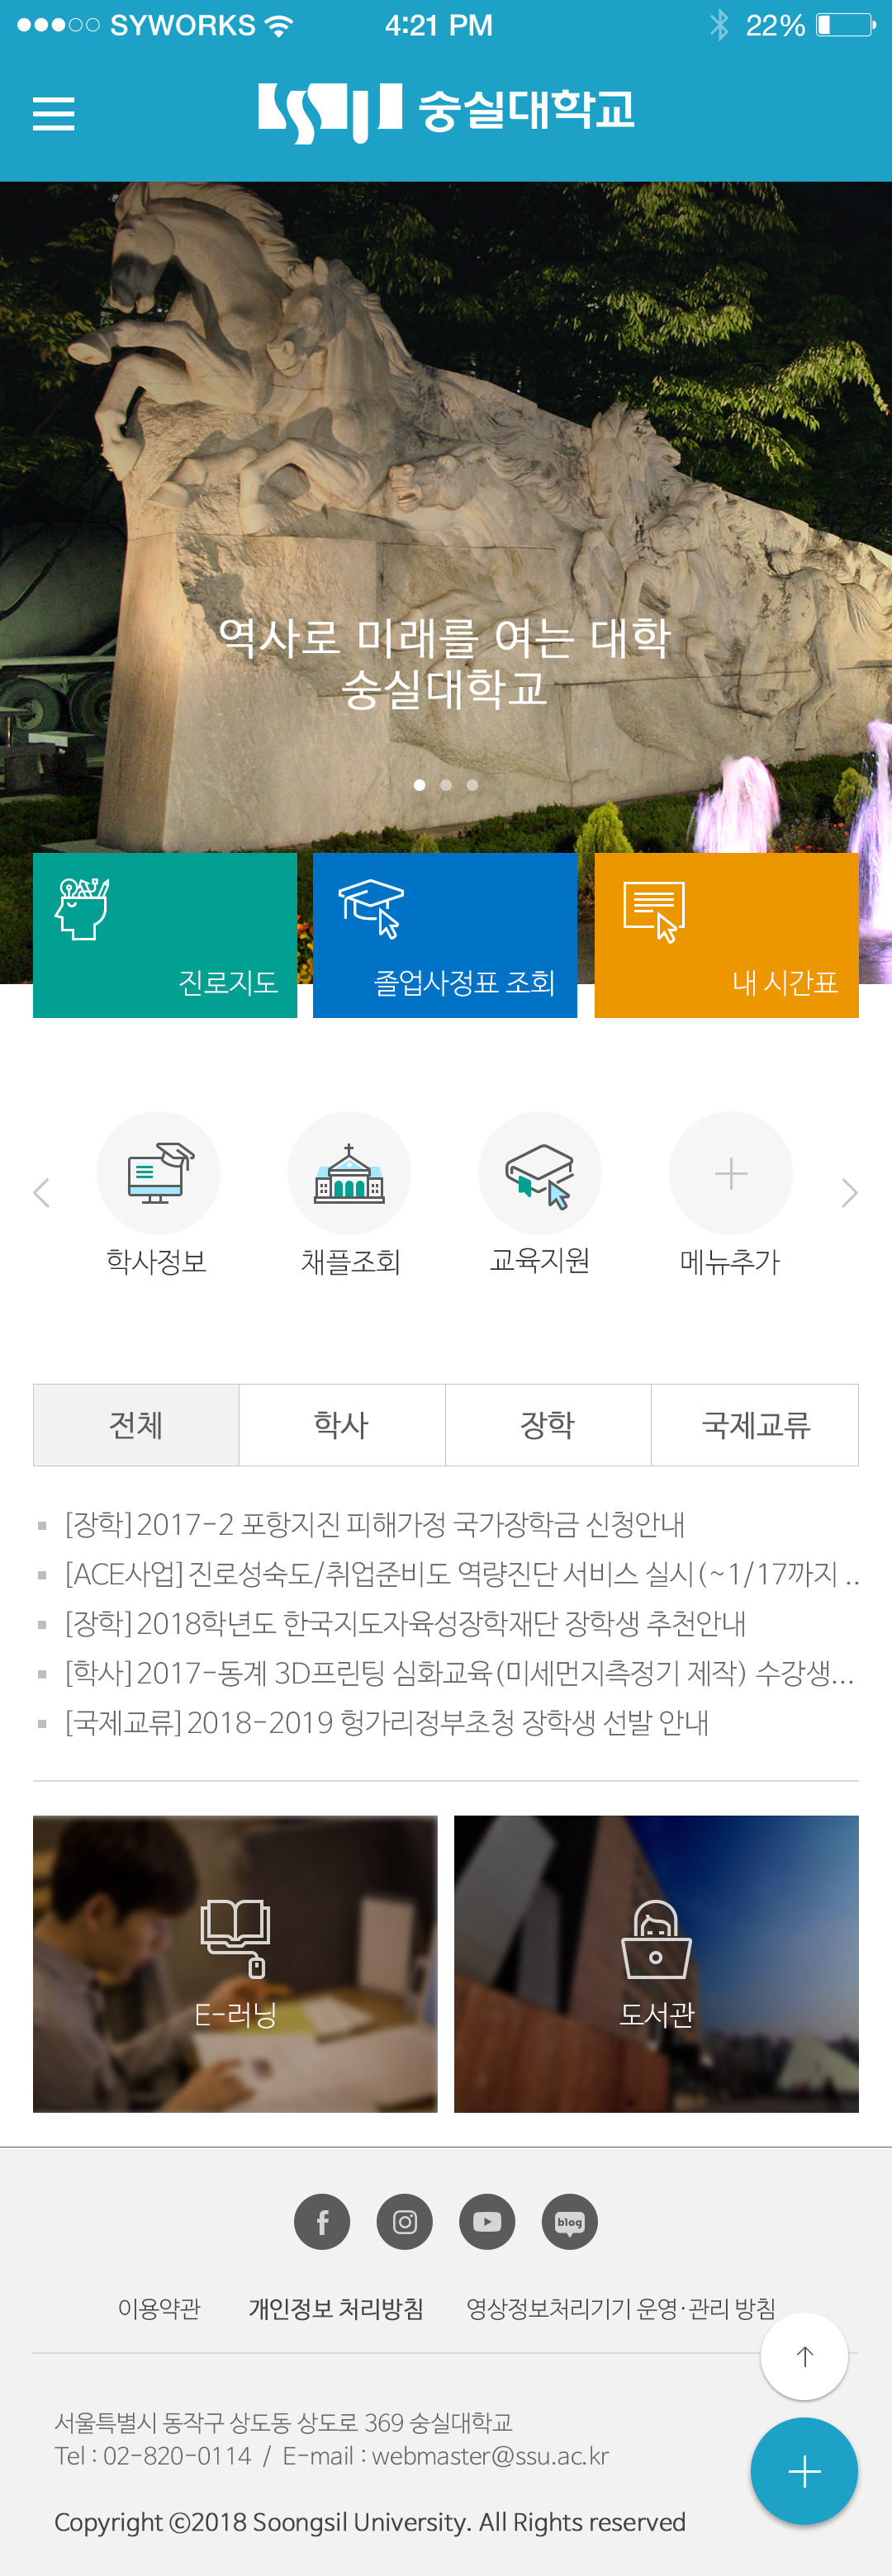 SYWORKS 4:21 PM 22%
SSU 숭실대학교
역사로 미래를 여는 대학
숭실대학교
진로지도 졸업사정표 조회 내 시간표
학사정보 채플조회 교육지원 메뉴추가
전체 학사 장학 국제교류
[장학] 2017-2 포항지진 피해가정 국가장학금 신청안내
[ACE사업] 진로성숙도/취업준비도 역량진단 서비스 실시(~1/17까지 ..
[장학] 2018학년도 한국지도자육성장학재단 장학생 추천안내
[학사] 2017-동계 3D프린팅 심화교육(미세먼지측정기 제작) 수강생...
[국제교류] 2018-2019 헝가리정부초청 장학생 선발 안내
E-러닝 도서관
f blog
이용약관 개인정보 처리방침 영상정보처리기기 운영·관리 방침
서울특별시 동작구 상도동 상도로 369 숭실대학교
Tel : 02-820-0114 / E-mail : webmaster@ssu.ac.kr
Copyright ©2018 Soongsil University. All Rights reserved